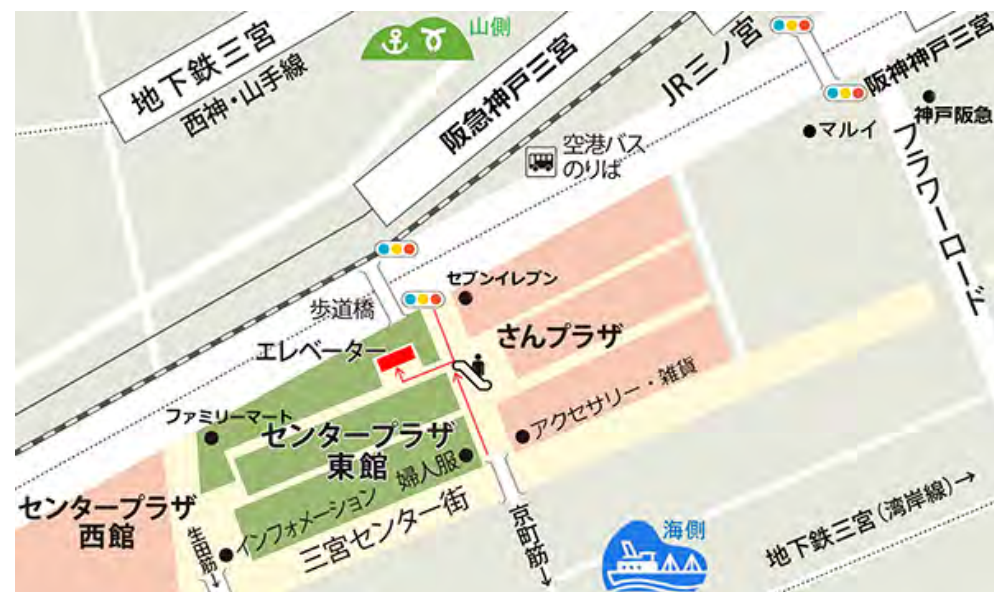 山側
地下鉄三宮
西神・山手線
阪急神戸三宮
JR三ノ宮
阪神神戸三宮
神戸阪急
マルイ
空港バス
のりば
フラワーロード
セブンイレブン
歩道橋
さんプラザ
エレベーター
アクセサリー・雑貨
ファミリーマート
センタープラザ
東館
婦人服
インフォメーション
センタープラザ
西館
三宮センター街
生田筋→
京町筋→
海側
地下鉄三宮(湾岸線)→